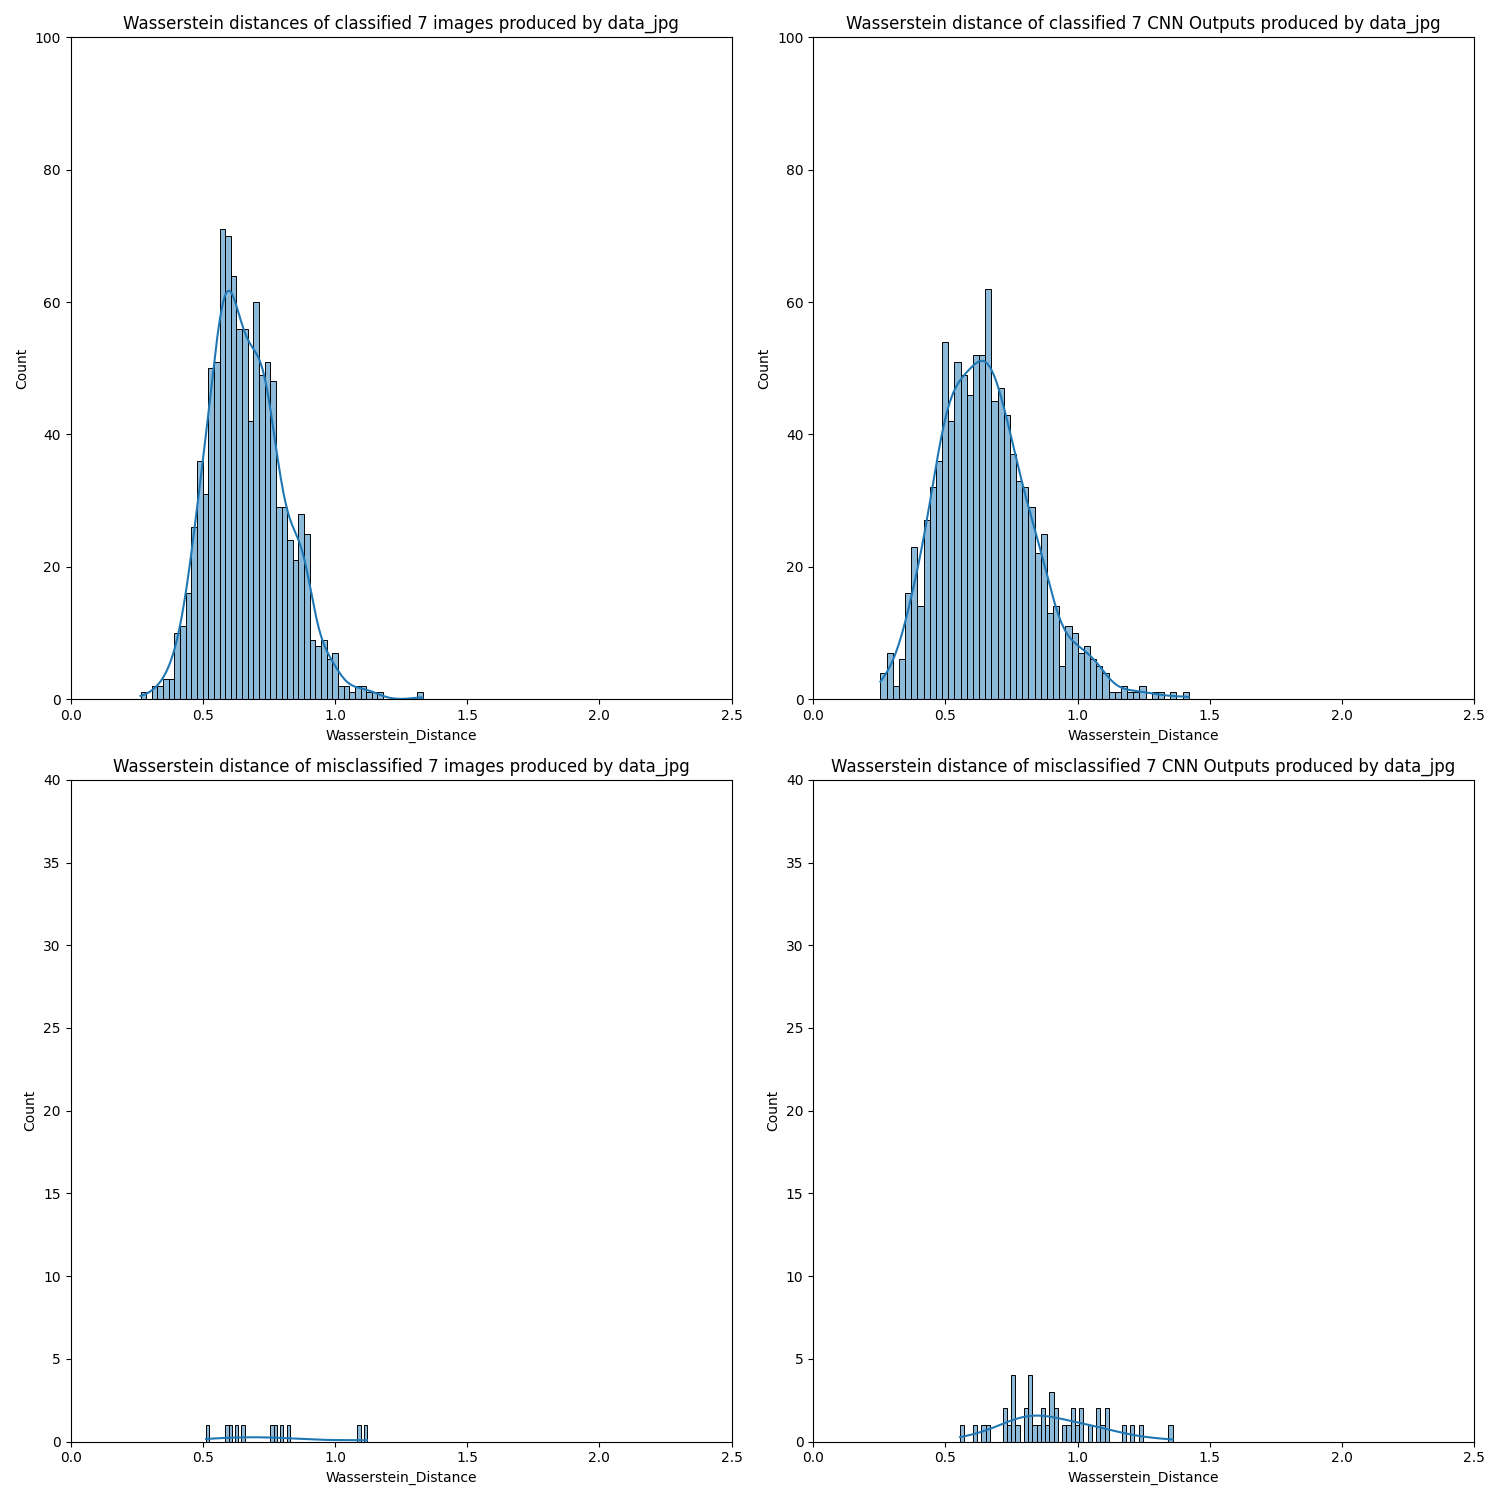 Wasserstein distances of classified 7 images produced by data_jpg
100
80
60
40
20
0
Count
0.0 0.5 1.0 1.5 2.0 2.5
Wasserstein_Distance
Wasserstein distance of classified 7 CNN Outputs produced by data_jpg
100
80
60
40
20
0
Count
0.0 0.5 1.0 1.5 2.0 2.5
Wasserstein_Distance
Wasserstein distance of misclassified 7 images produced by data_jpg
40
35
30
25
20
15
10
5
0
Count
0.0 0.5 1.0 1.5 2.0 2.5
Wasserstein_Distance
Wasserstein distance of misclassified 7 CNN Outputs produced by data_jpg
40
35
30
25
20
15
10
5
0
Count
0.0 0.5 1.0 1.5 2.0 2.5
Wasserstein_Distance